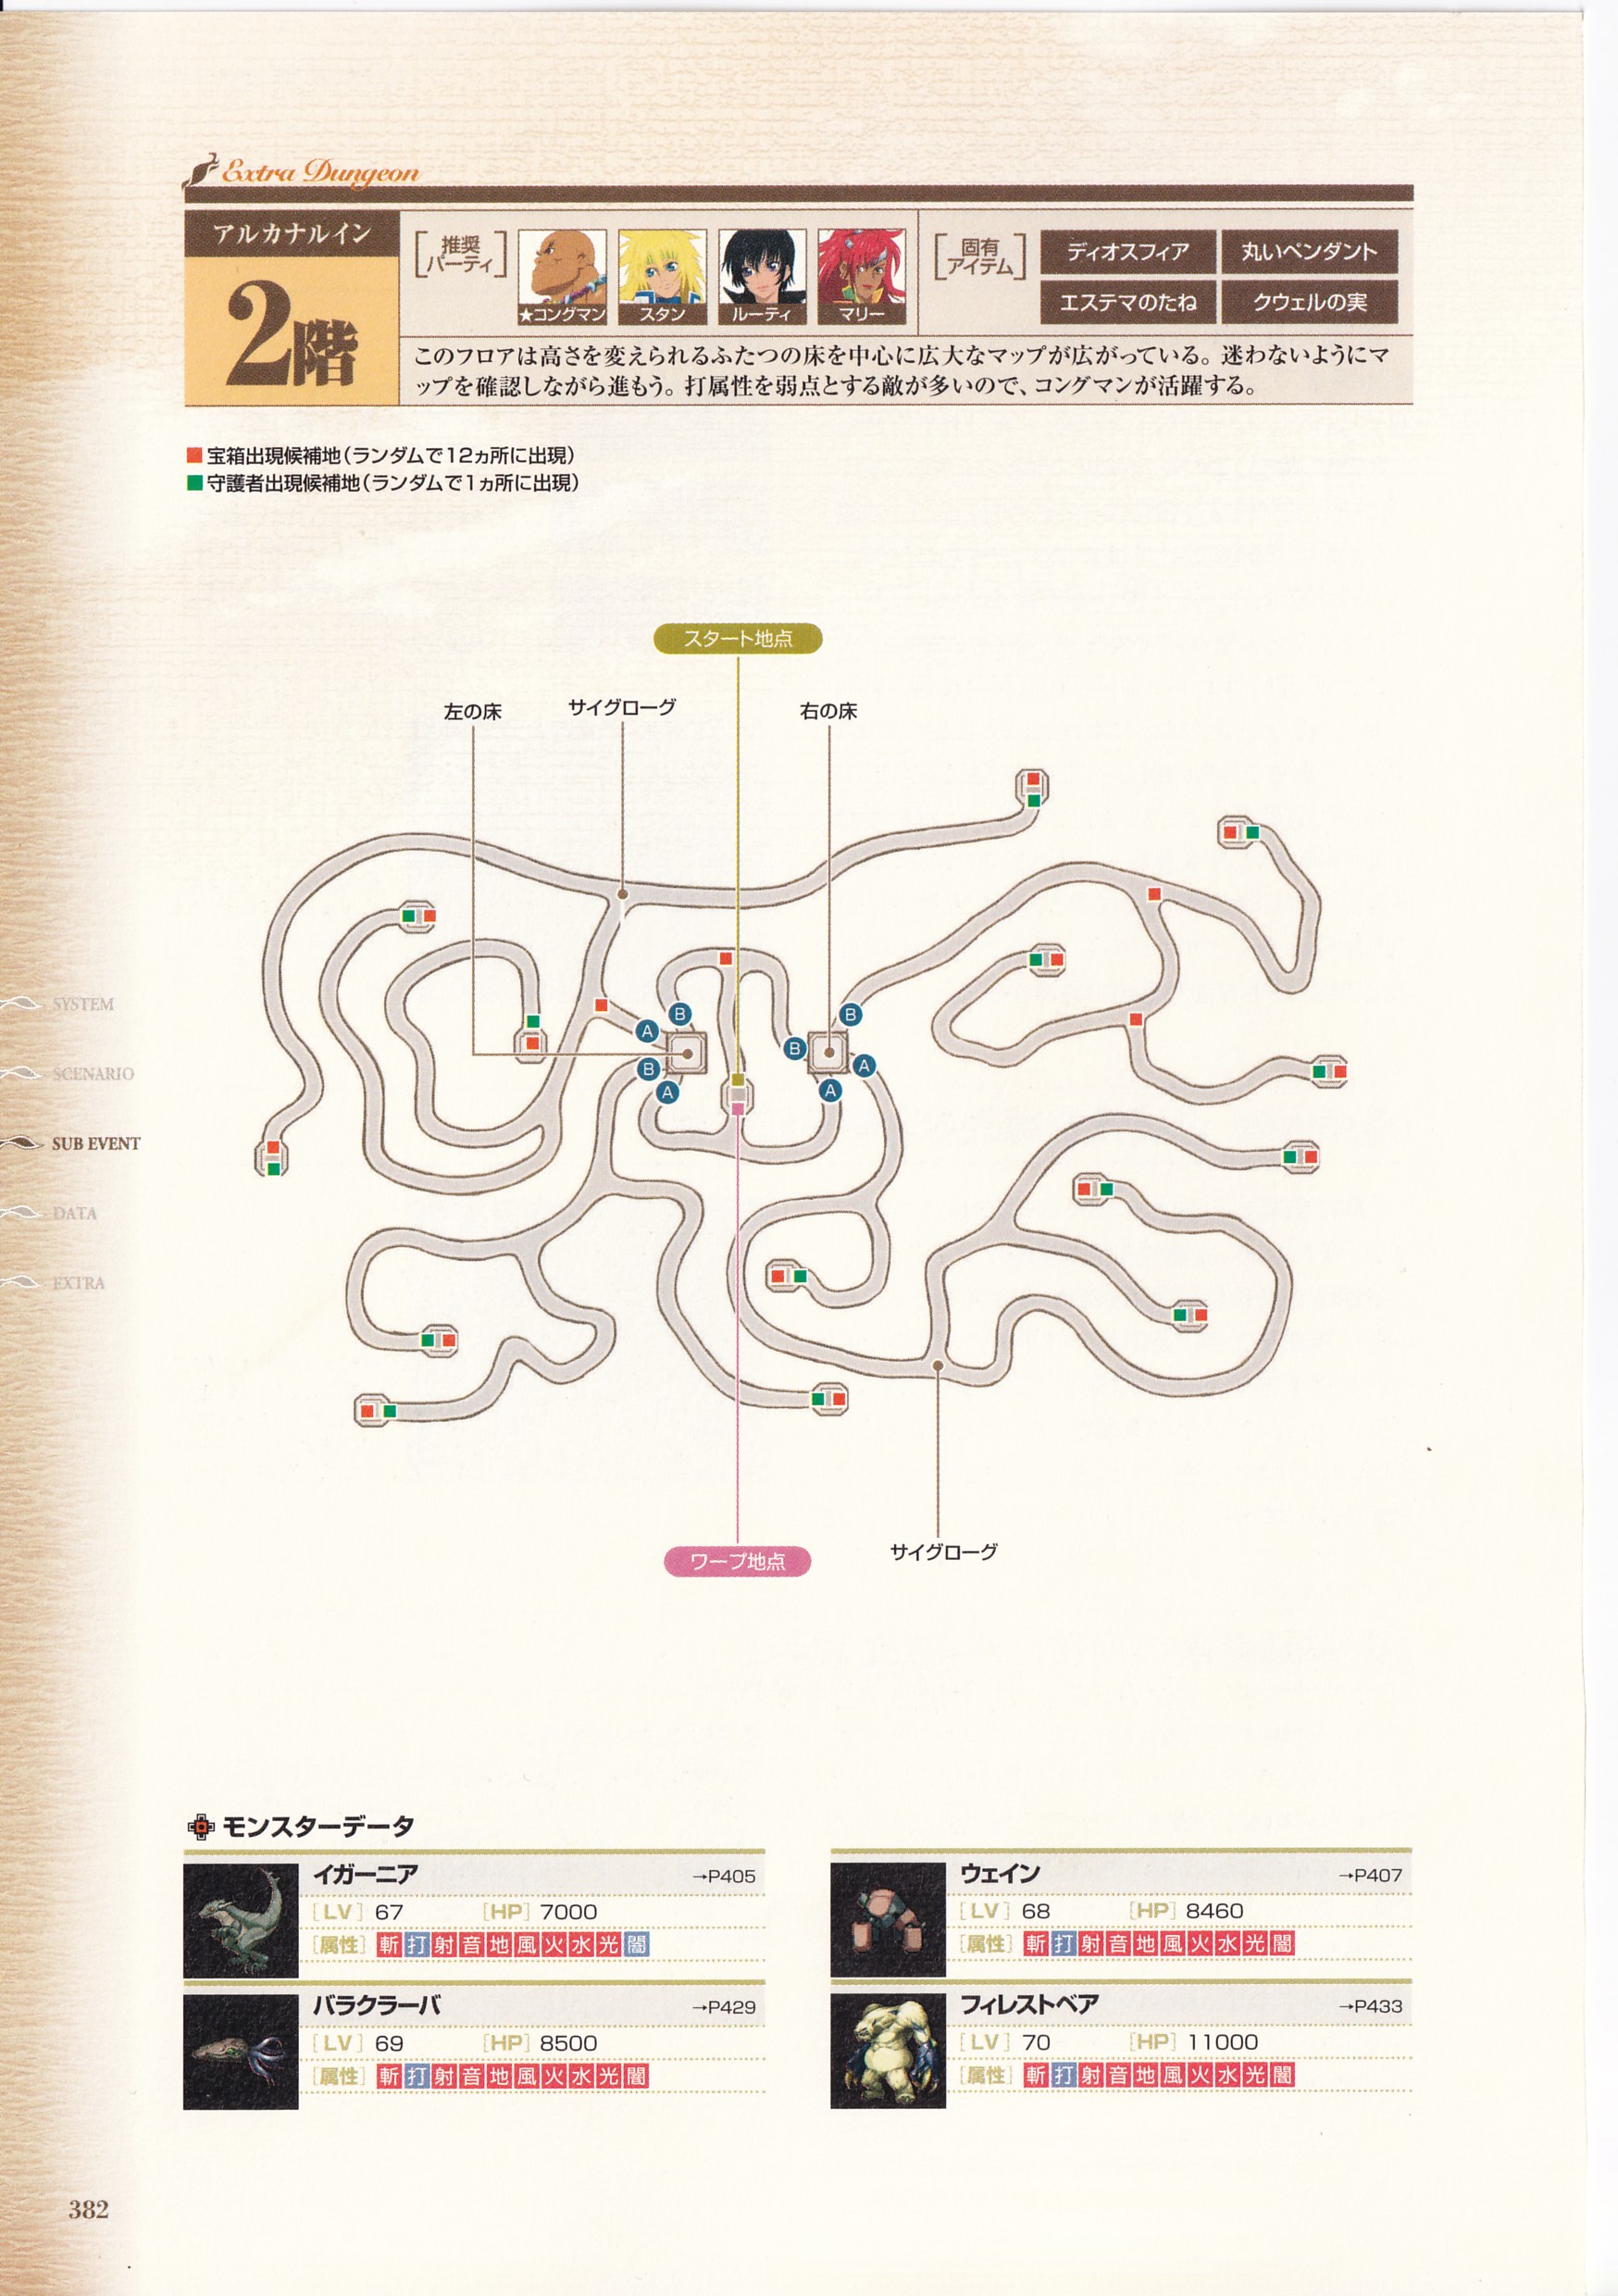 Extra Dungeon
アルカナルイン
2階
[推奨パーティ]
★コングマン
スタン
ルーティ
マリー
[固有アイテム]
ディオスフィア
丸いペンダント
エステマのたね
クウェルの実
このフロアは高さを変えられるふたつの床を中心に広大なマップが広がっている。迷わないようにマ
ップを確認しながら進もう。打属性を弱点とする敵が多いので、コングマンが活躍する。
宝箱出現候補地(ランダムで12ヵ所に出現)
守護者出現候補地(ランダムで1ヵ所に出現)
スタート地点
左の床
サイグローグ
右の床
B
A
B
A
B
B
A
A
ワープ地点
サイグローグ
SYSTEM
SCENARIO
SUB EVENT
DATA
EXTRA
モンスターデータ
イガーニア →P405
[LV] 67 [HP] 7000
[属性] 斬打射音地風火水光闇
ウェイン →P407
[LV] 68 [HP] 8460
[属性] 斬打射音地風火水光闇
バラクラーバ →P429
[LV] 69 [HP] 8500
[属性] 斬打射音地風火水光闇
フィレストベア →P433
[LV] 70 [HP] 11000
[属性] 斬打射音地風火水光闇
382